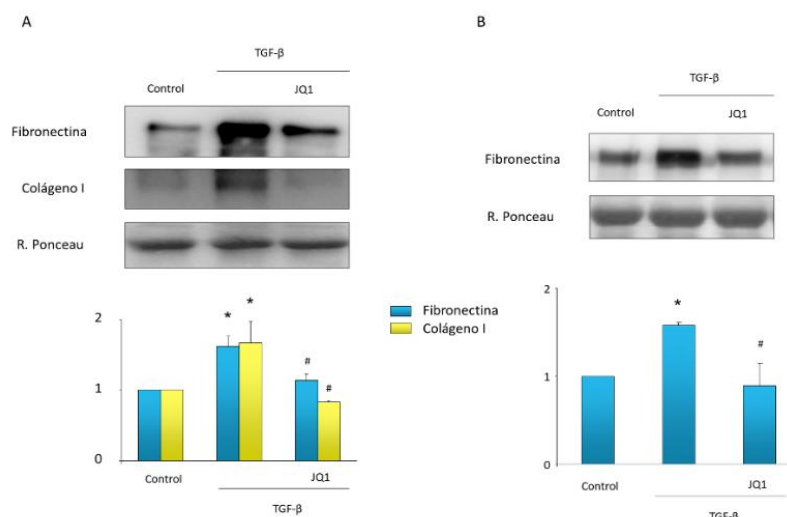 A
TGF-β
Control
JQ1
Fibronectina
Colágeno I
R. Ponceau
2
1
0
*
*
#
#
Control
JQ1
TGF-β
Fibronectina
Colágeno I
B
TGF-β
Control
JQ1
Fibronectina
R. Ponceau
2
1
0
*
#
Control
JQ1
TGF-β